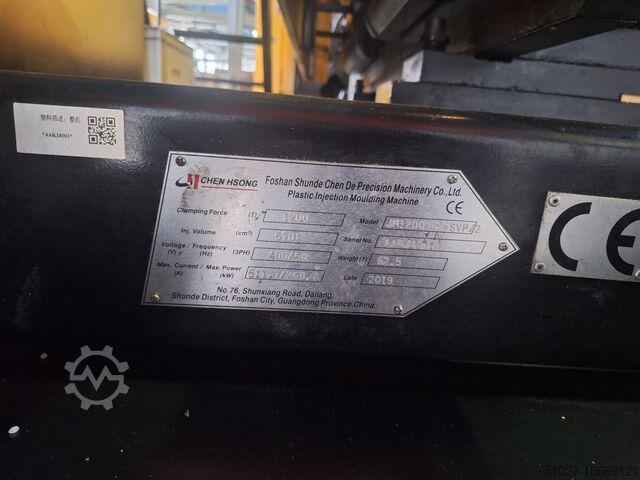 物料描述：整机
*AAKJ4001*
CHEN HSONG
Foshan Shunde Chen De Precision Machinery Co.,Ltd.
Plastic Injection Moulding Machine
CE
Clamping Force (T) 1200 Model
Inj. Volume (cm³) Serial No.
Voltage / Frequency (V) / (Hz) (3PH) 400/50 Weight (T) 62.5
Max. Current / Max. Power (A) (kW) Date 2019
No.76, Shunxiang Road, Daliang,
Shunde District, Foshan City, Guangdong Province,China.
CE
51027-18689121